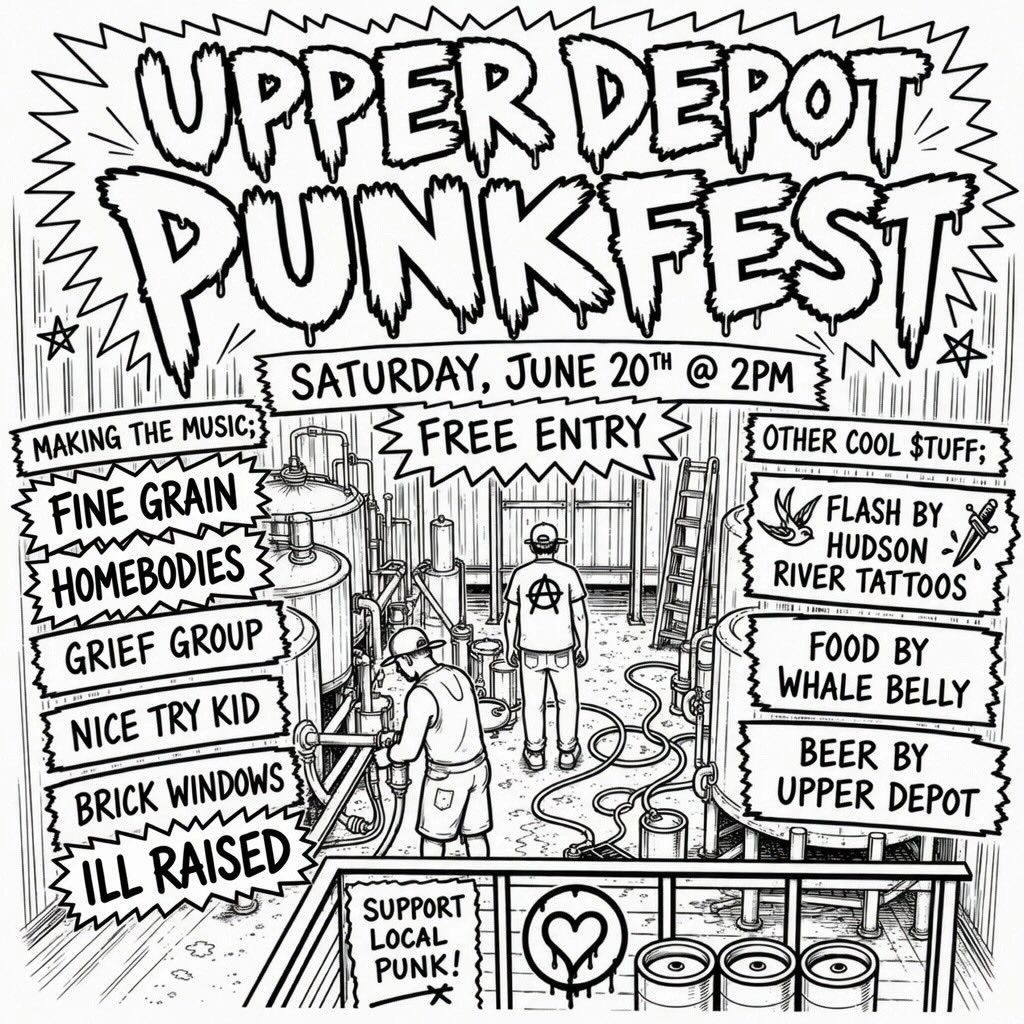 UPPER DEPOT
PUNKFEST
SATURDAY, JUNE 20TH @ 2PM
FREE ENTRY
MAKING THE MUSIC;
FINE GRAIN
HOMEBODIES
GRIEF GROUP
NICE TRY KID
BRICK WINDOWS
ILL RAISED
OTHER COOL $TUFF;
FLASH BY
HUDSON
RIVER TATTOOS
FOOD BY
WHALE BELLY
BEER BY
UPPER DEPOT
SUPPORT
LOCAL
PUNK!